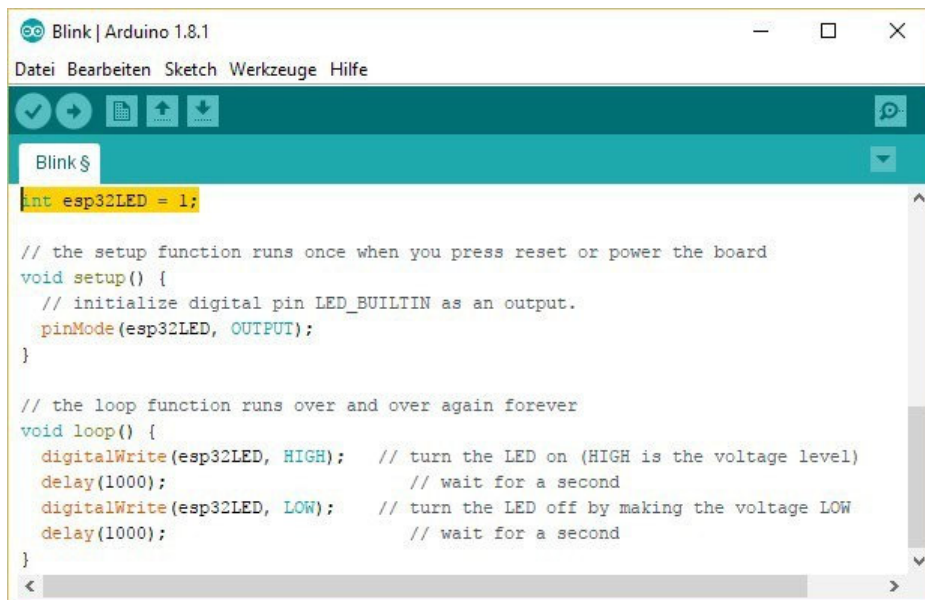 Blink | Arduino 1.8.1
Datei Bearbeiten Sketch Werkzeuge Hilfe
Blink §
int esp32LED = 1;
// the setup function runs once when you press reset or power the board
void setup() {
  // initialize digital pin LED_BUILTIN as an output.
  pinMode(esp32LED, OUTPUT);
}
// the loop function runs over and over again forever
void loop() {
  digitalWrite(esp32LED, HIGH);   // turn the LED on (HIGH is the voltage level)
  delay(1000);                       // wait for a second
  digitalWrite(esp32LED, LOW);    // turn the LED off by making the voltage LOW
  delay(1000);                       // wait for a second
}